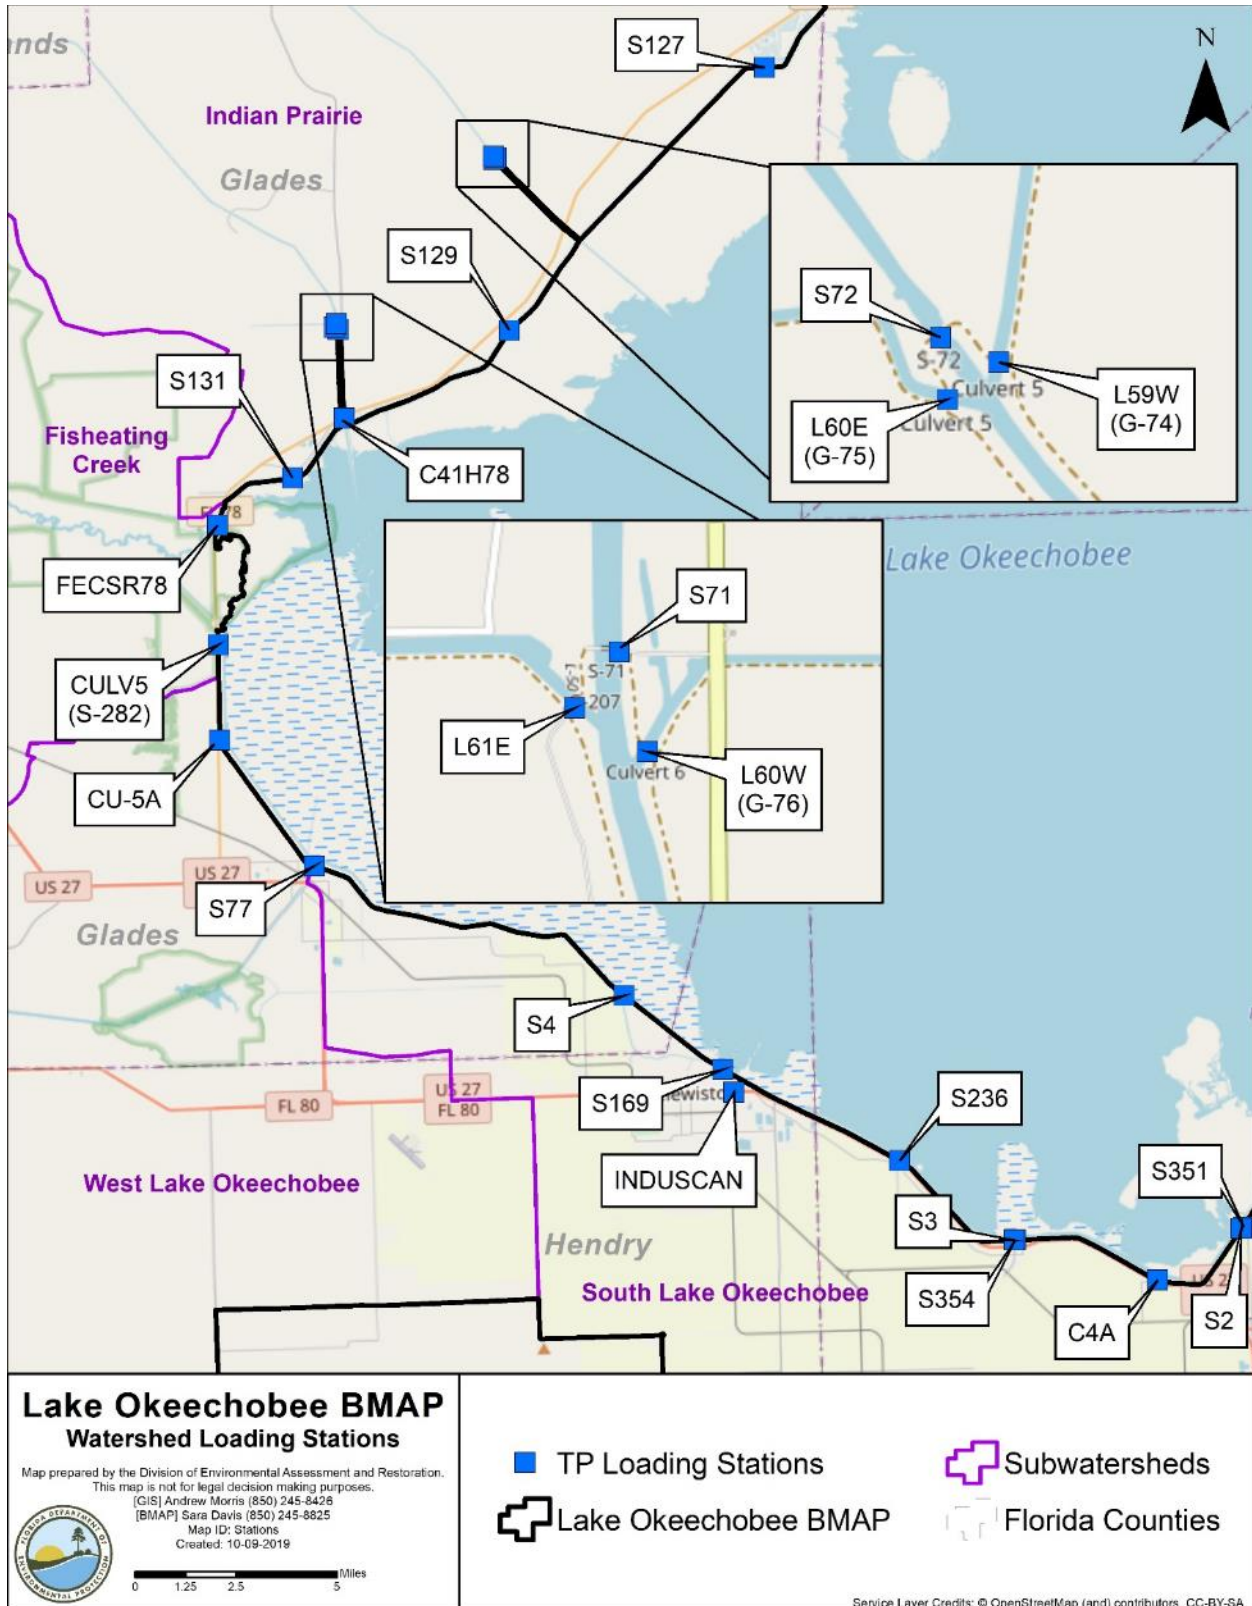 ands
S127
N
Indian Prairie
Glades
S129
S72
S-72
Culvert 5
L59W
(G-74)
L60E
(G-75)
Culvert 5
S131
Fisheating
Creek
C41H78
FECSR78
Lake Okeechobee
S71
S-71
207
L61E
Culvert 6
L60W
(G-76)
CULV5
(S-282)
CU-5A
US 27
US 27
S77
Glades
S4
S169
FL 80
US 27
FL 80
S236
INDUSCAN
West Lake Okeechobee
S351
S3
Hendry
South Lake Okeechobee
S354
C4A
S2
Lake Okeechobee BMAP
Watershed Loading Stations
Map prepared by the Division of Environmental Assessment and Restoration.
This map is not for legal decision making purposes.
[GIS] Andrew Morris (850) 245-8426
[BMAP] Sara Davis (850) 245-8825
Map ID: Stations
Created: 10-09-2019
Miles
0 1.25 2.5 5
FLORIDA DEPARTMENT OF
ENVIRONMENTAL PROTECTION
TP Loading Stations
Subwatersheds
Lake Okeechobee BMAP
Florida Counties
Service Layer Credits: © OpenStreetMap (and) contributors, CC-BY-SA